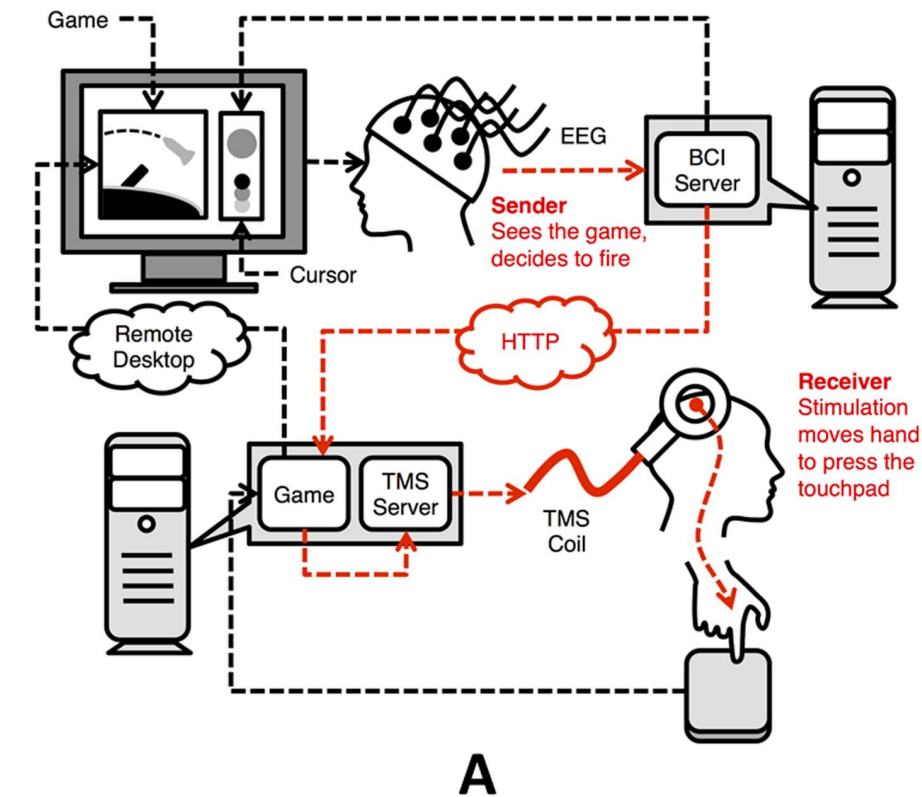 Game
EEG
BCI
Server
Sender
Sees the game,
decides to fire
Cursor
Remote
Desktop
HTTP
Receiver
Stimulation
moves hand
to press the
touchpad
Game
TMS
Server
TMS
Coil
A